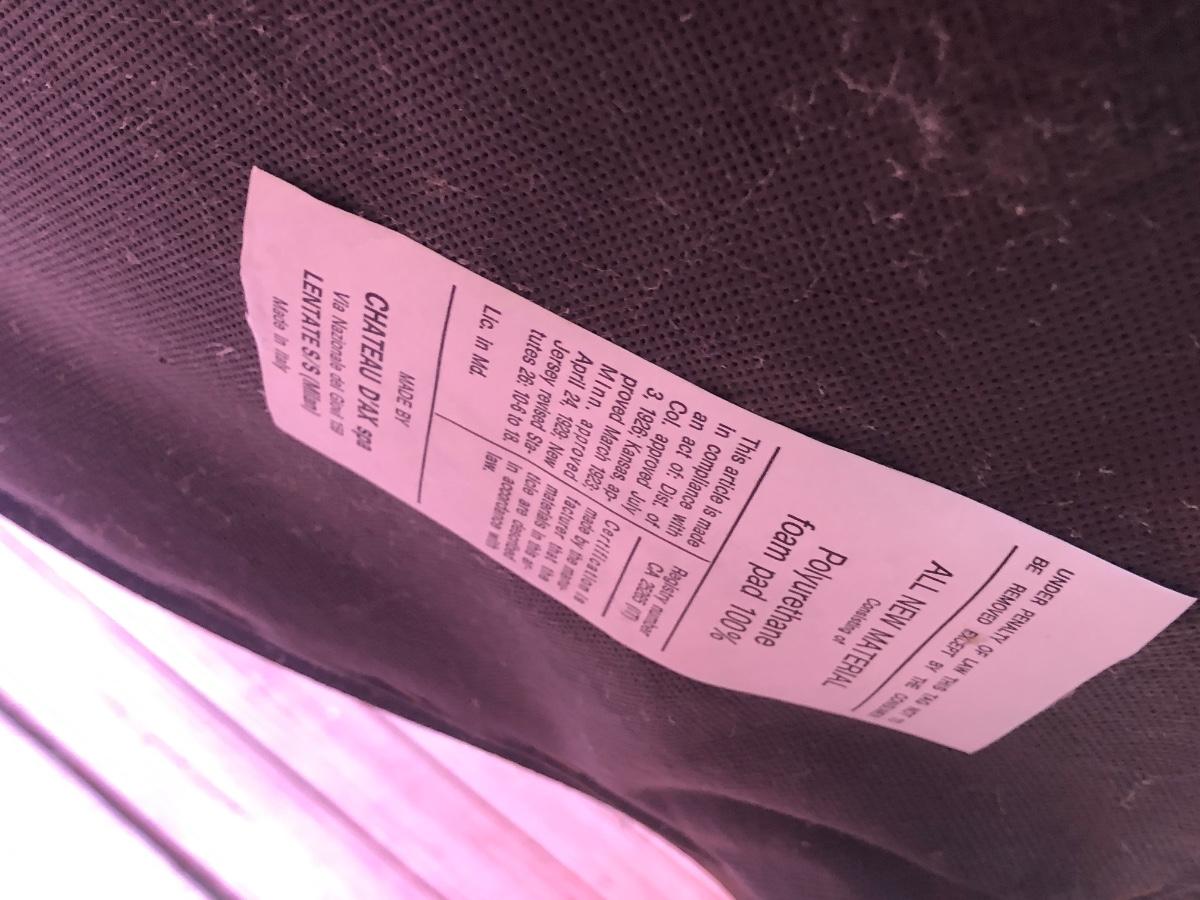 UNDER PENALTY OF LAW THIS TAG NOT TO
BE REMOVED EXCEPT BY THE CONSUMER
ALL NEW MATERIAL
Consisting of
Polyurethane
foam pad 100%
This article is made
in compliance with
an act of: Dist. of
Col. approved July
3, 1926; Kansas, ap-
proved March 1923;
Minn. approved
April 24, 1929; New
Jersey revised Sta-
tutes 26: 10-6 to 18.
Lic. in Md.
Registry number
CA (IT)
Certification is
made by the manu-
facturer that the
materials in this ar-
ticle are described
in accordance with
law.
MADE BY
CHATEAU D'AX spa
Via Nazionale dei Giovi 159
LENTATE S/S (Milan)
Made in Italy